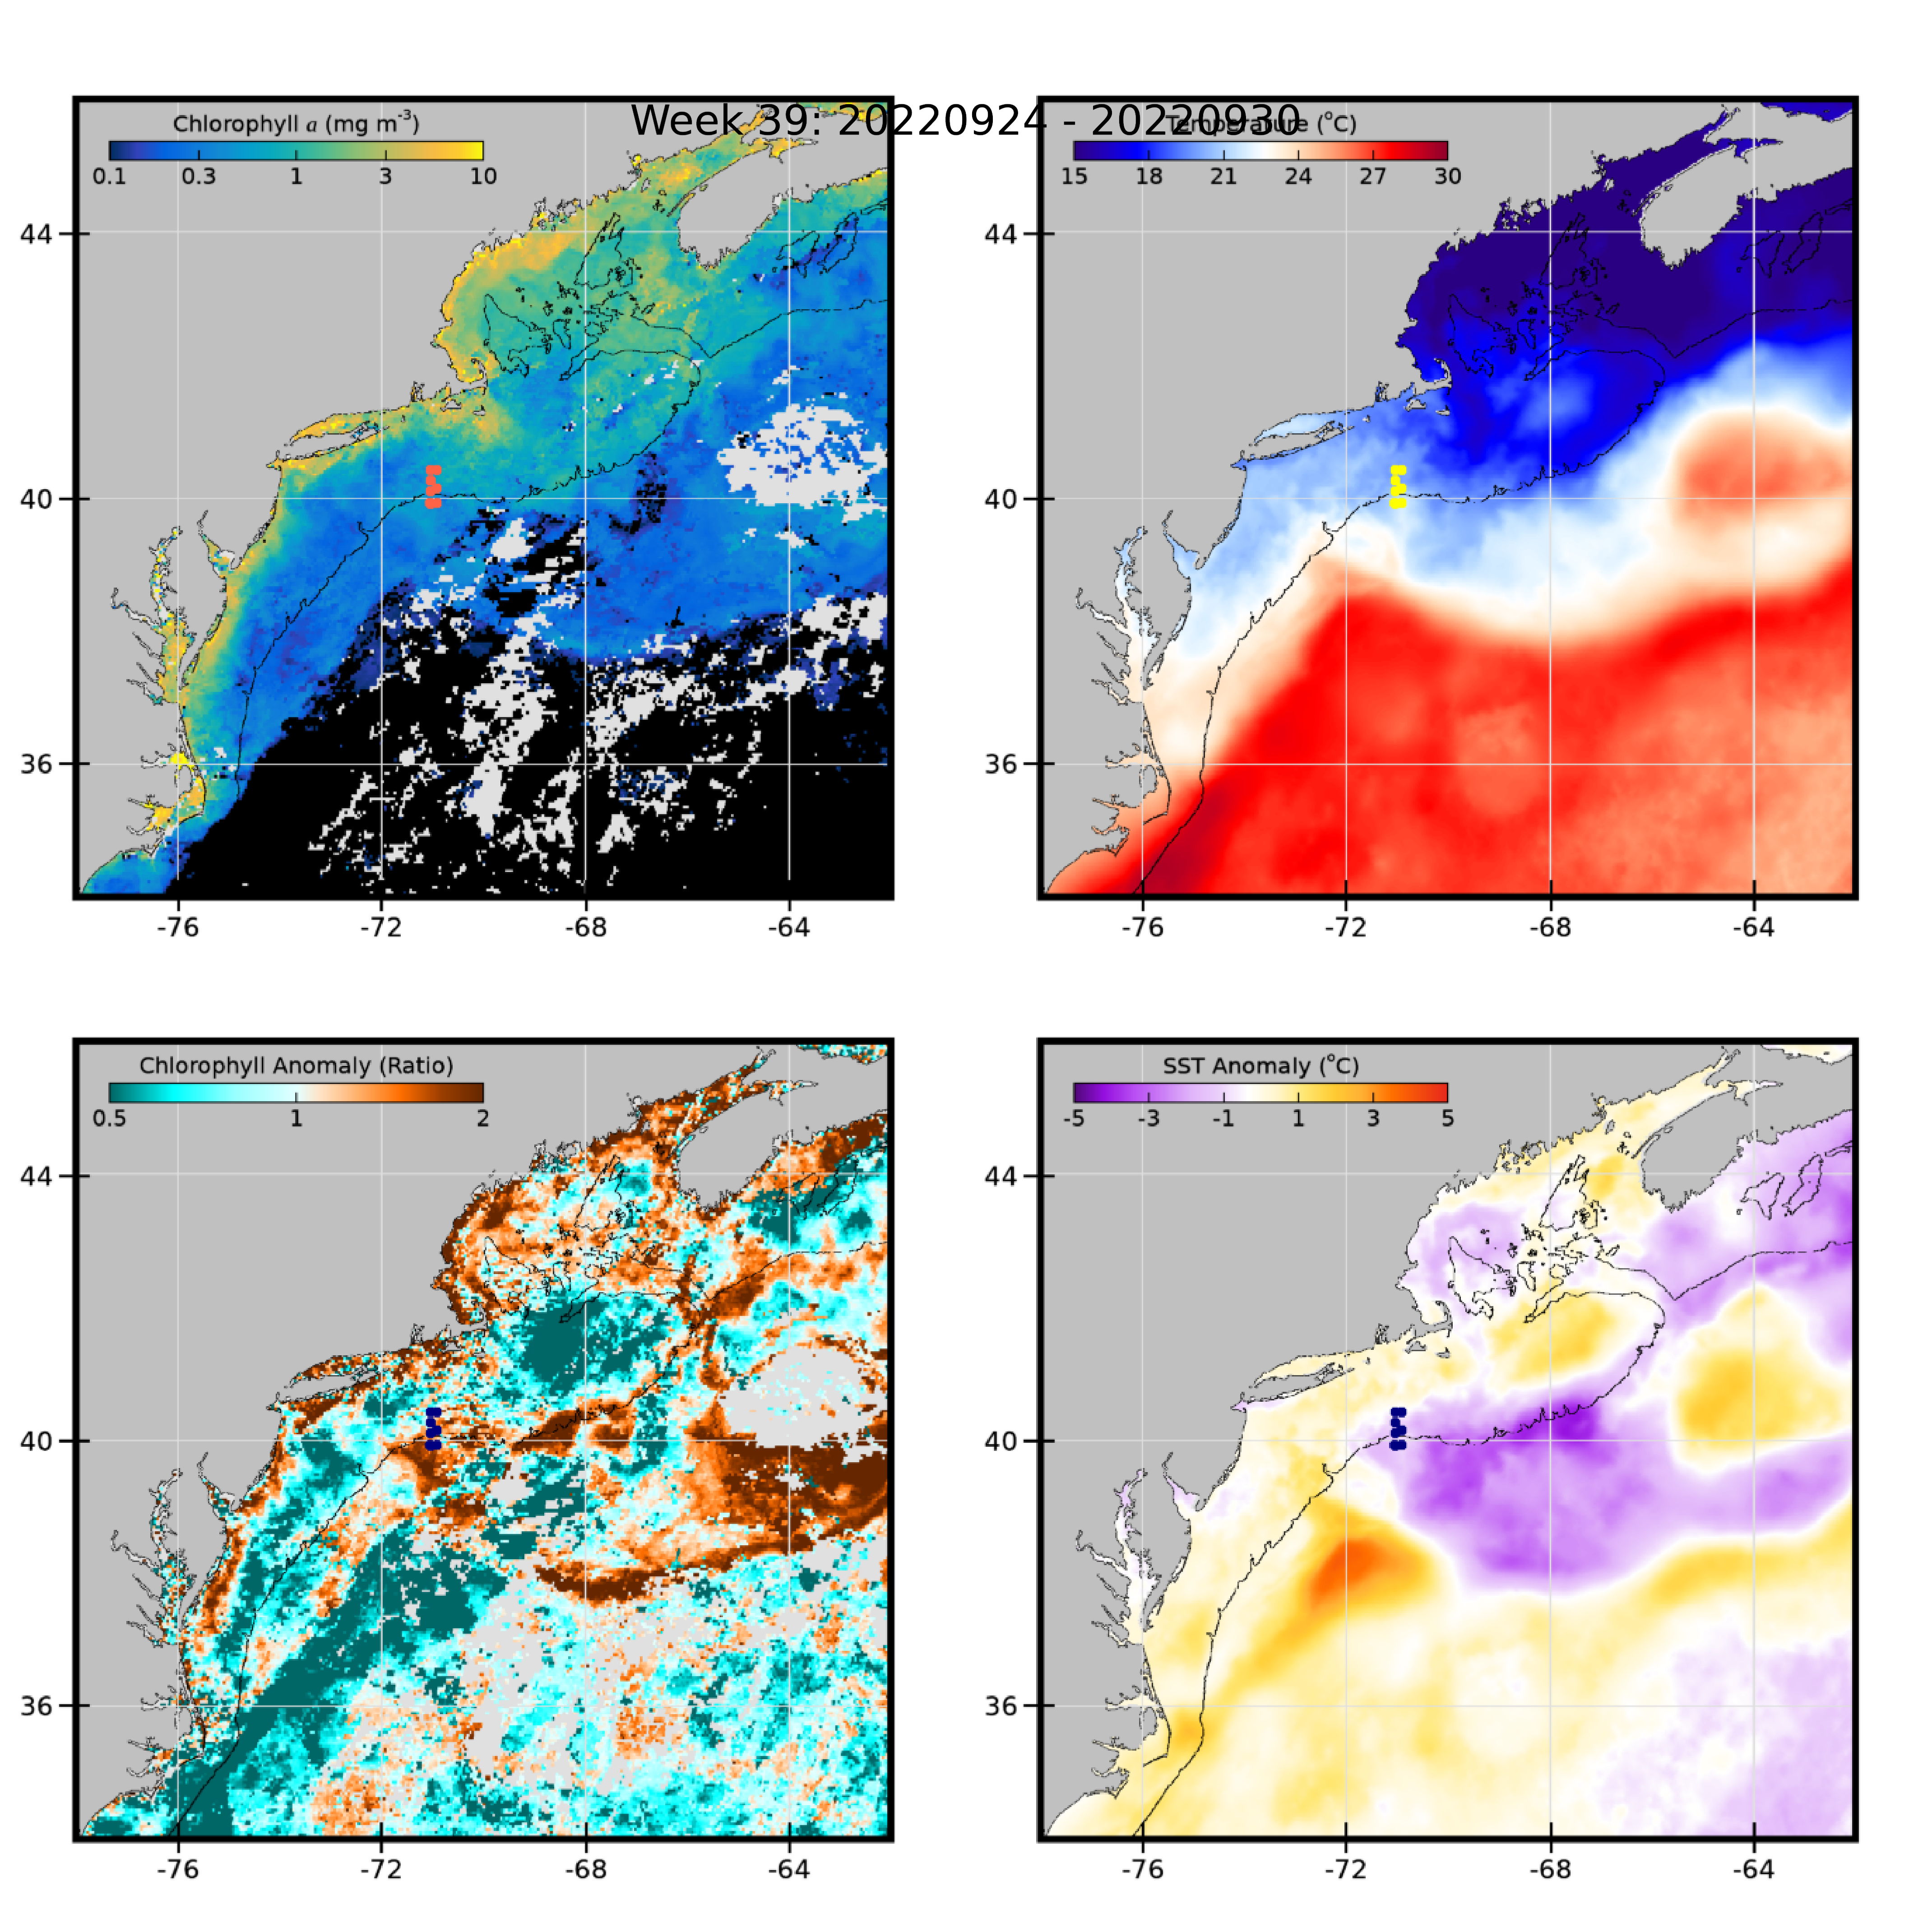 Week 39: 20220924 - 20220930
Chlorophyll a (mg m-3)
0.1 0.3 1 3 10
44
40
36
-76 -72 -68 -64
Temperature (oC)
15 18 21 24 27 30
44
40
36
-76 -72 -68 -64
Chlorophyll Anomaly (Ratio)
0.5 1 2
44
40
36
-76 -72 -68 -64
SST Anomaly (oC)
-5 -3 -1 1 3 5
44
40
36
-76 -72 -68 -64